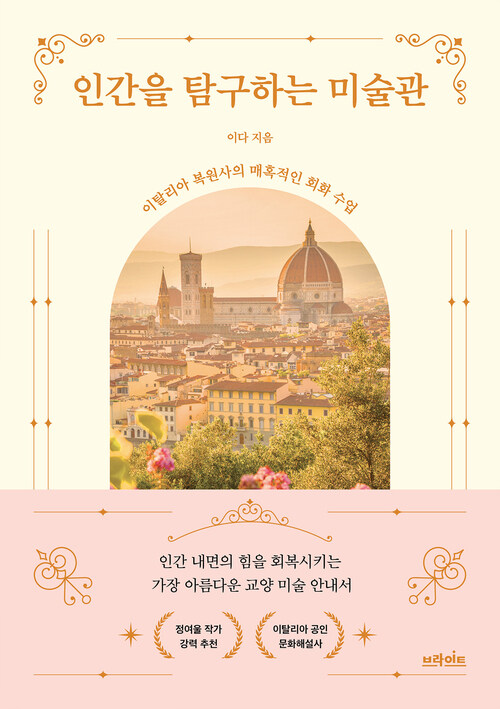 인간을 탐구하는 미술관
이다 지음
이탈리아 복원사의 매혹적인 회화 수업
인간 내면의 힘을 회복시키는
가장 아름다운 교양 미술 안내서
정여울 작가
강력 추천
이탈리아 공인
문화해설사
브라이트